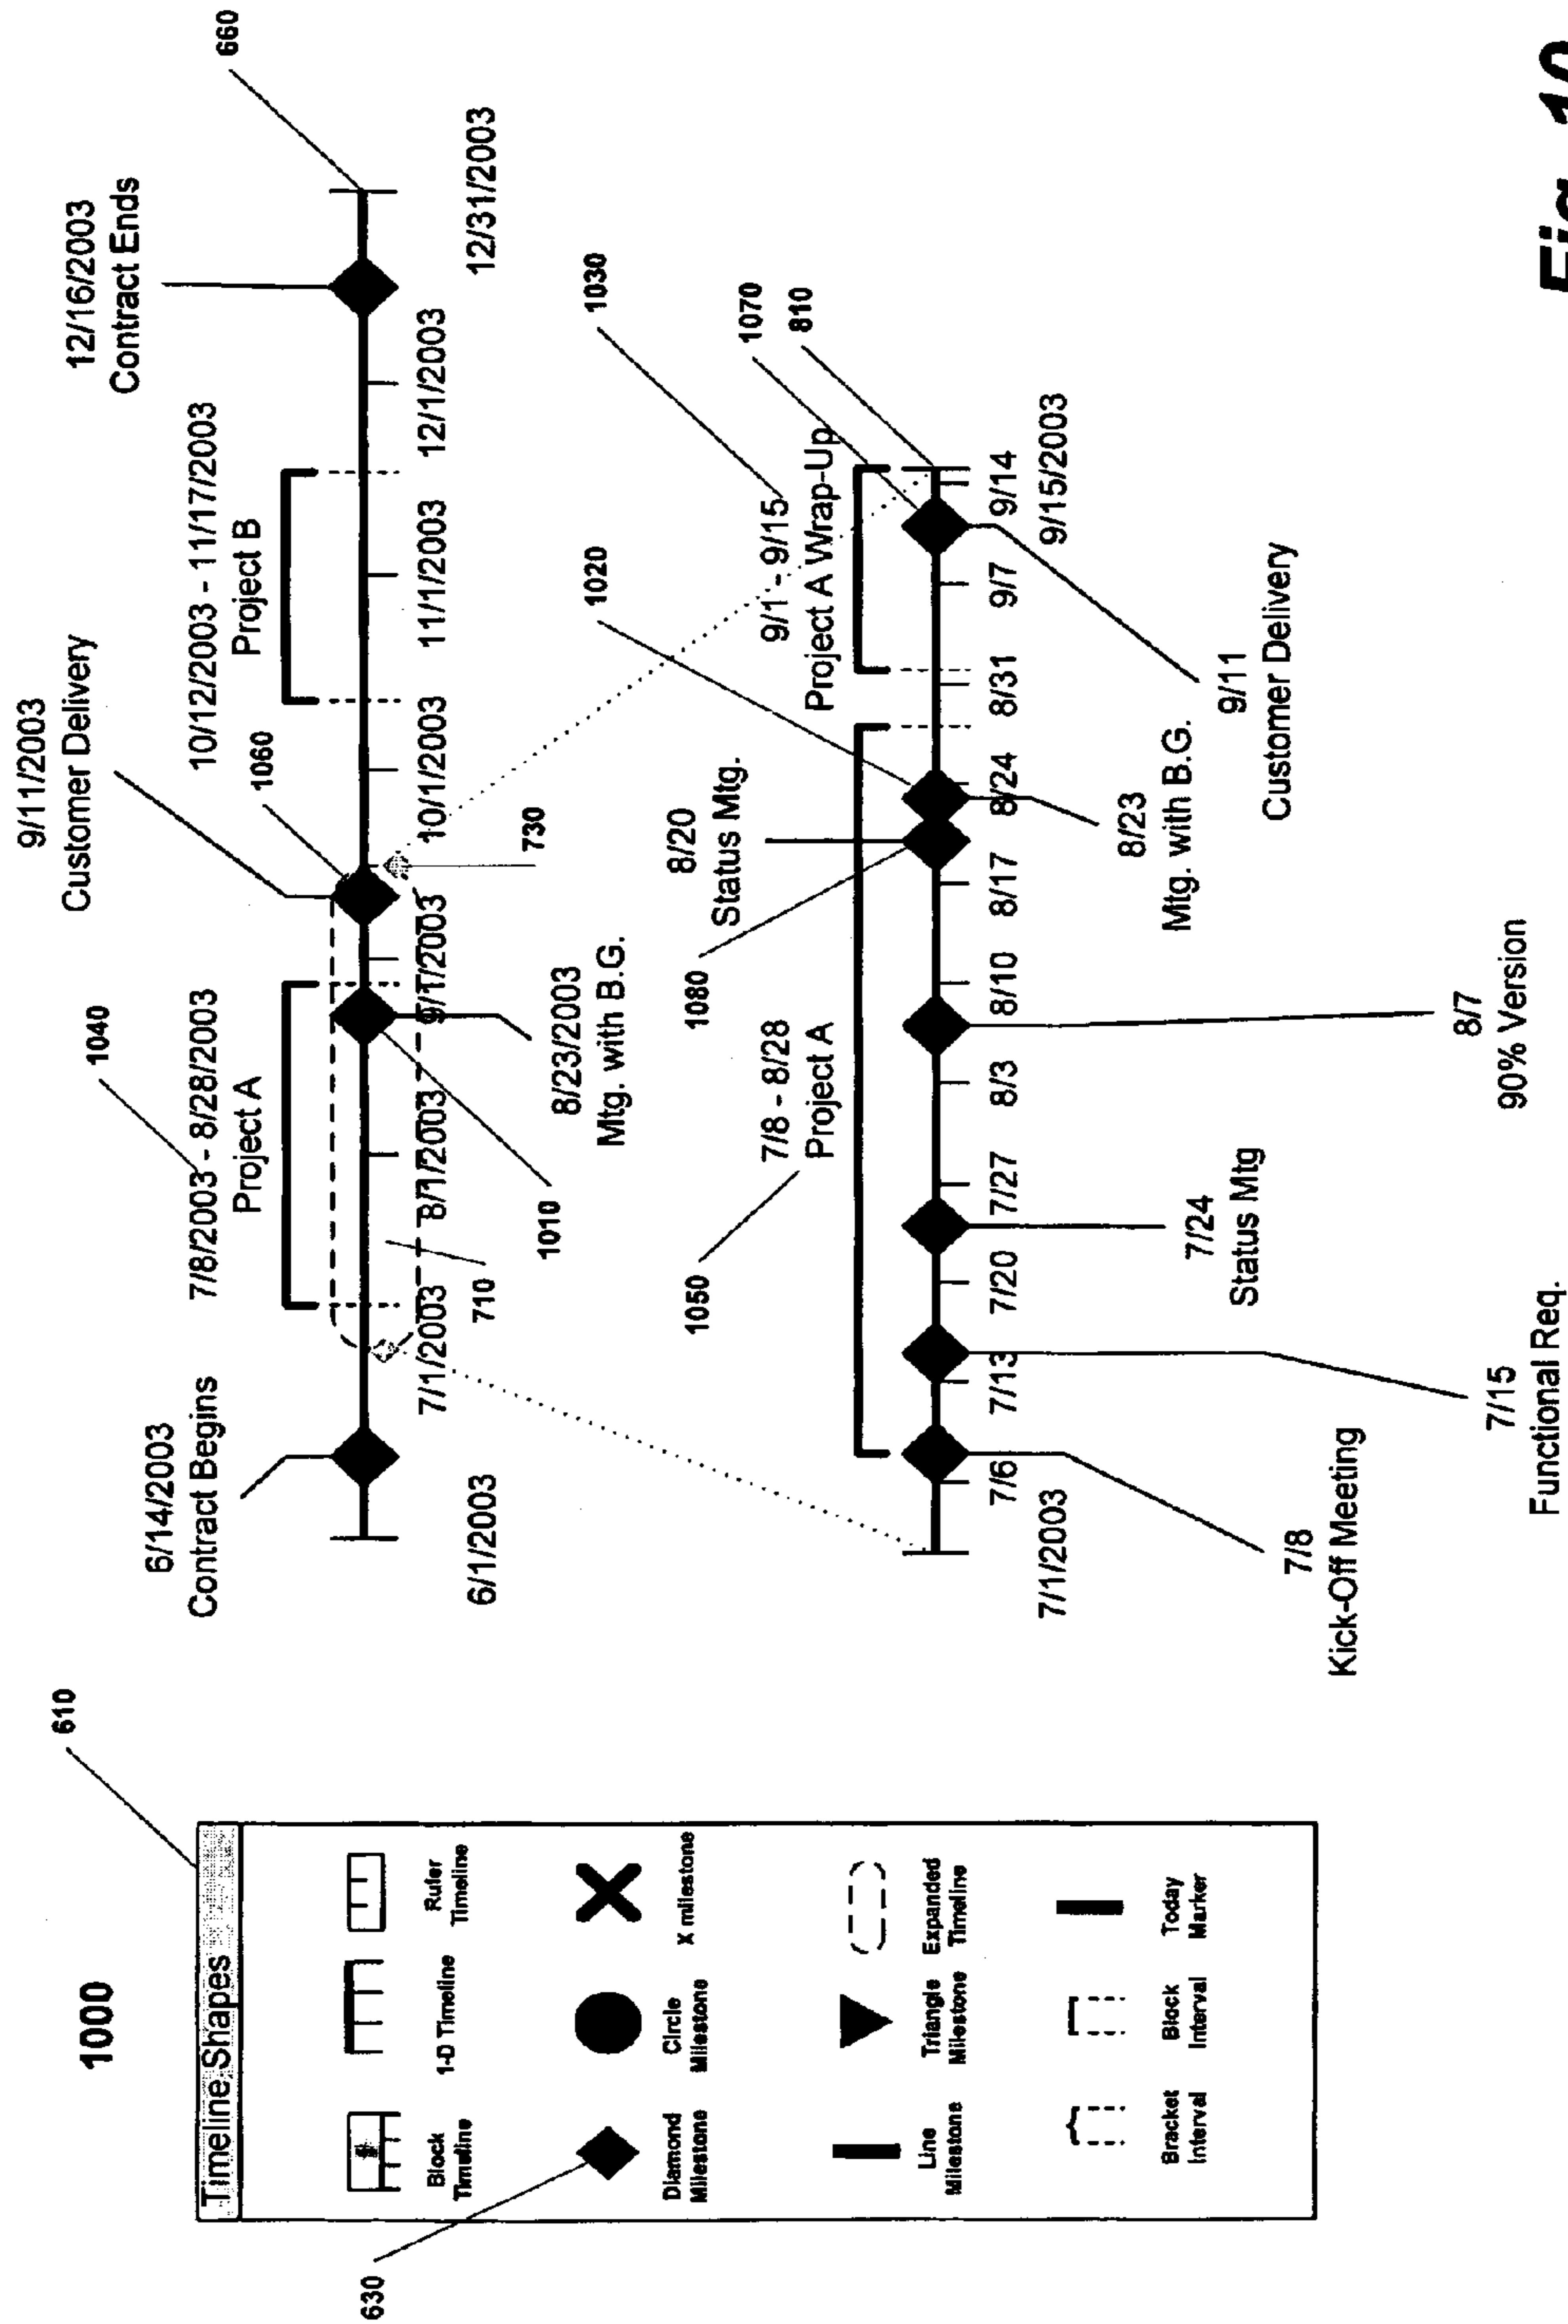 1000
610
Timeline Shapes
Block
Timeline
1-D Timeline
Ruler
Timeline
630
Diamond
Milestone
Circle
Milestone
X milestone
Line
Milestone
Triangle
Milestone
Expanded
Timeline
Bracket
Interval
Block
Interval
Today
Marker
6/14/2003
Contract Begins
1040
7/8/2003 - 8/28/2003
Project A
9/11/2003
Customer Delivery
1060
10/12/2003 - 11/17/2003
Project B
12/16/2003
Contract Ends
660
6/1/2003
7/1/2003
8/1/2003
9/1/2003
10/1/2003
11/1/2003
12/1/2003
12/31/2003
710
1010
730
8/23/2003
Mtg. with B.G.
1050
7/8 - 8/28
Project A
1080
8/20
Status Mtg.
1020
9/1 - 9/15
Project A Wrap-Up
1030
1070
810
7/6
7/13
7/20
7/27
8/3
8/10
8/17
8/24
8/31
9/7
9/14
7/1/2003
9/15/2003
7/8
Kick-Off Meeting
7/15
Functional Req.
7/24
Status Mtg
8/7
90% Version
8/23
Mtg. with B.G.
9/11
Customer Delivery
Fig. 10